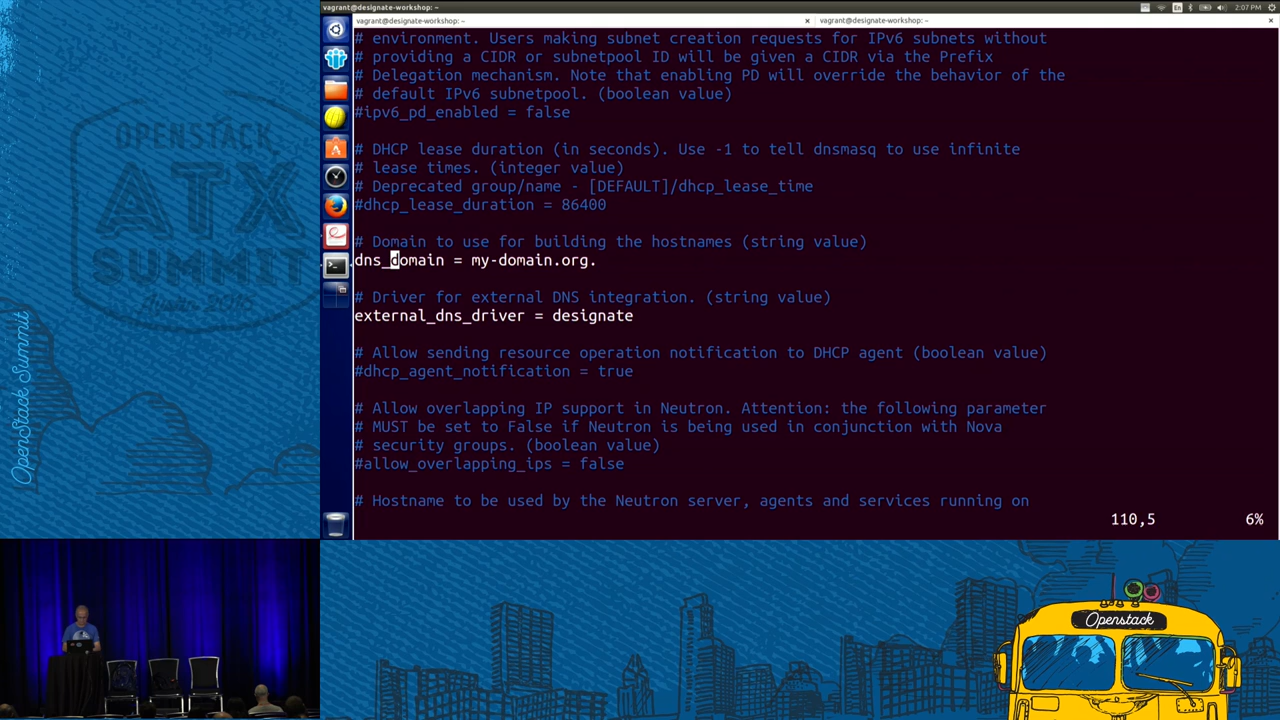 vagrant@designate-workshop: ~
En
2:07 PM
vagrant@designate-workshop: ~
×
vagrant@designate-workshop: ~
×
# environment. Users making subnet creation requests for IPv6 subnets without
# providing a CIDR or subnetpool ID will be given a CIDR via the Prefix
# Delegation mechanism. Note that enabling PD will override the behavior of the
# default IPv6 subnetpool. (boolean value)
#ipv6_pd_enabled = false
# DHCP lease duration (in seconds). Use -1 to tell dnsmasq to use infinite
# lease times. (integer value)
# Deprecated group/name - [DEFAULT]/dhcp_lease_time
#dhcp_lease_duration = 86400
# Domain to use for building the hostnames (string value)
dns_domain = my-domain.org.
# Driver for external DNS integration. (string value)
external_dns_driver = designate
# Allow sending resource operation notification to DHCP agent (boolean value)
#dhcp_agent_notification = true
# Allow overlapping IP support in Neutron. Attention: the following parameter
# MUST be set to False if Neutron is being used in conjunction with Nova
# security groups. (boolean value)
#allow_overlapping_ips = false
# Hostname to be used by the Neutron server, agents and services running on
110,5
6%
OPENSTACK
ATX
SUMMIT
Austin 2016
OpenStack Summit
Openstack